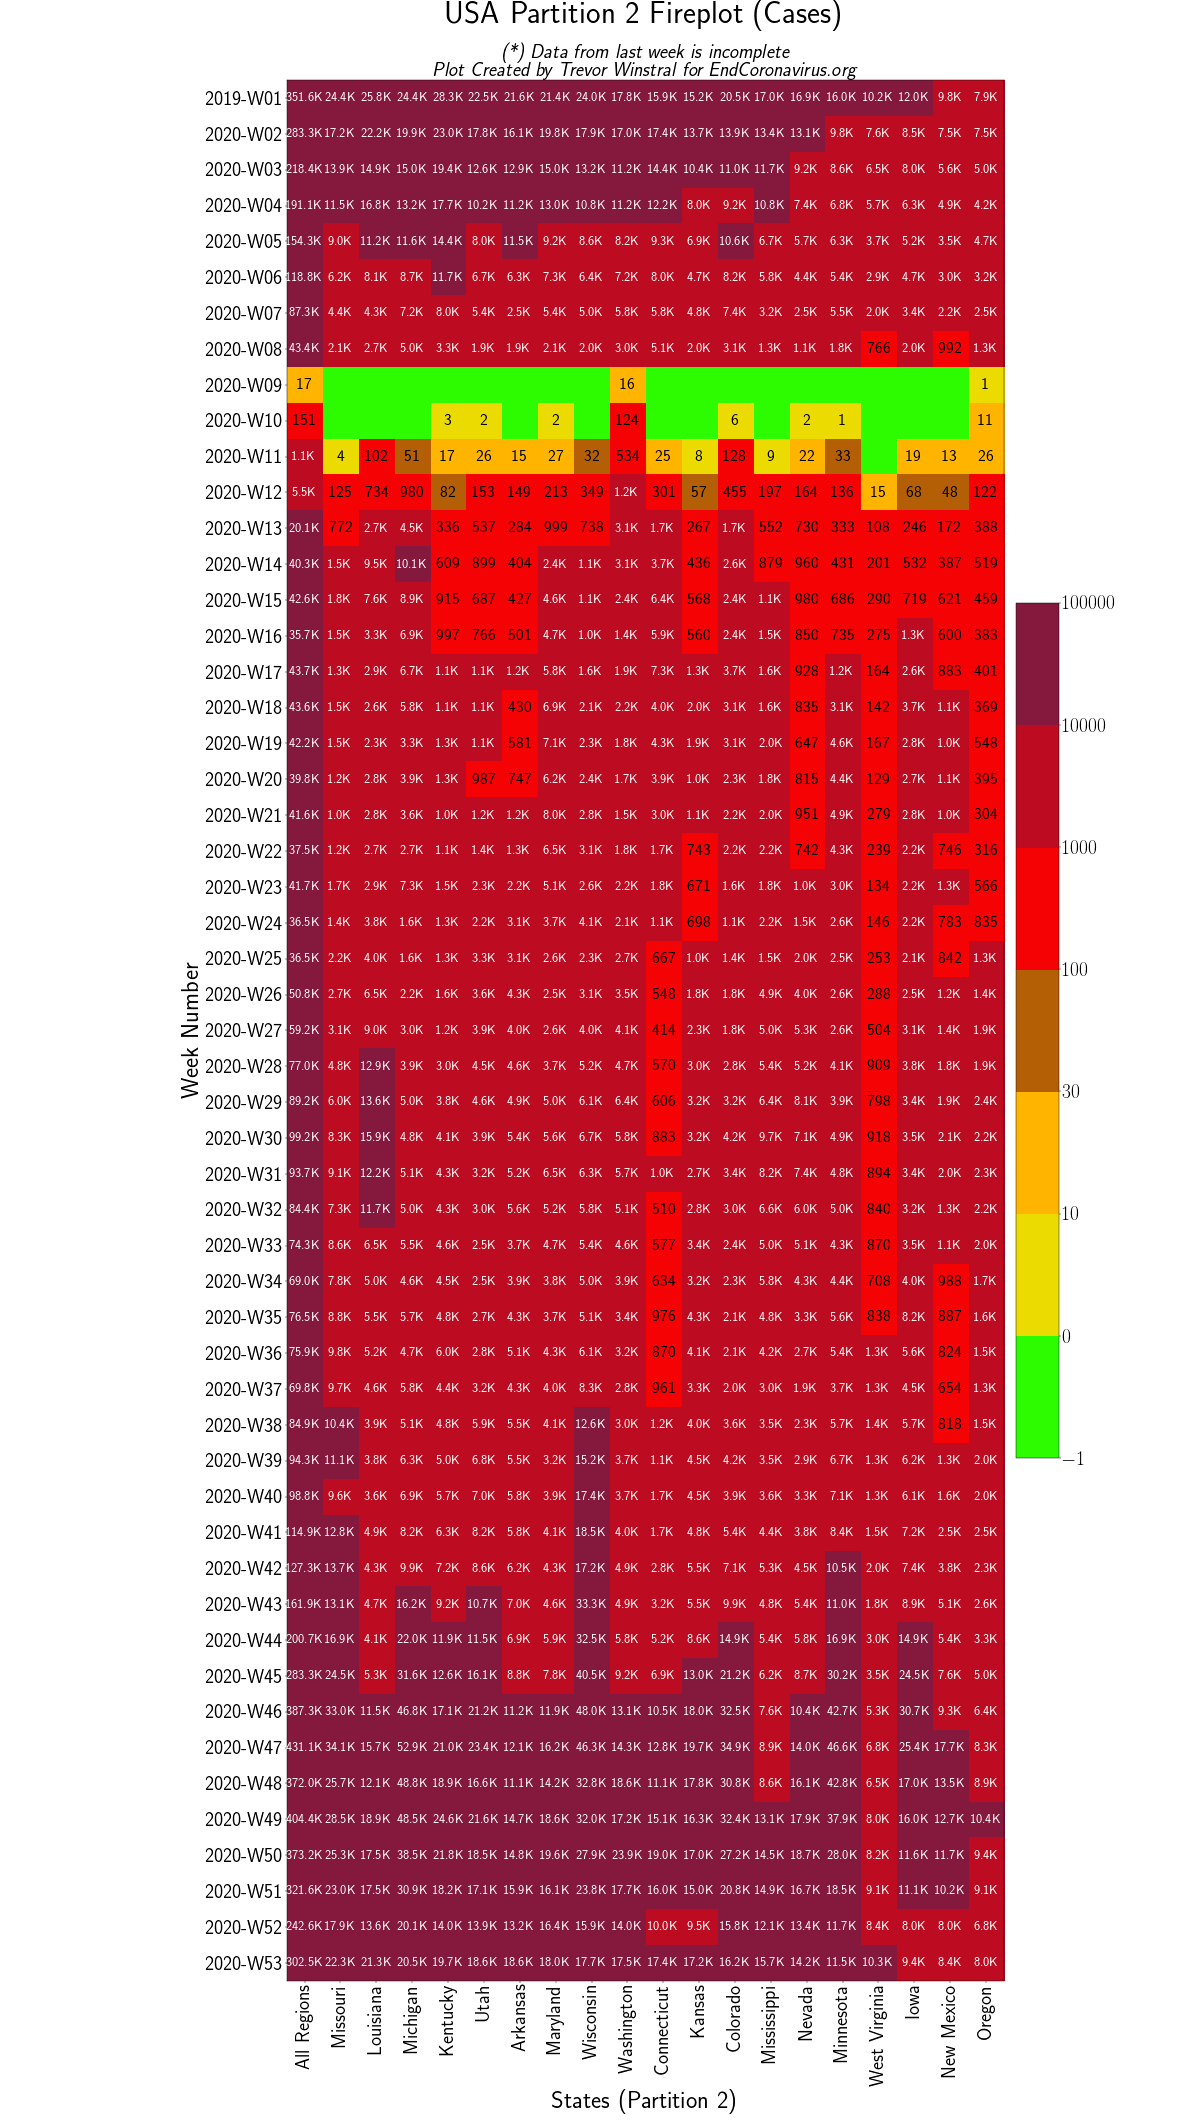 USA Partition 2 Fireplot (Cases)
(*) Data from last week is incomplete
Plot Created by Trevor Winstral for EndCoronavirus.org
2019-W01 351.6K 24.4K 25.8K 24.4K 28.3K 22.5K 21.6K 21.4K 24.0K 17.8K 15.9K 15.2K 20.5K 17.0K 16.9K 16.0K 10.2K 12.0K 9.8K 7.9K
2020-W02 283.3K 17.2K 22.2K 19.9K 23.0K 17.8K 16.1K 19.8K 17.9K 17.0K 17.4K 13.7K 13.9K 13.4K 13.1K 9.8K 7.6K 8.5K 7.5K 7.5K
2020-W03 218.4K 13.9K 14.9K 15.0K 19.4K 12.6K 12.9K 15.0K 13.2K 11.2K 14.4K 10.4K 11.0K 11.7K 9.2K 8.6K 6.5K 8.0K 5.6K 5.0K
2020-W04 191.1K 11.5K 16.8K 13.2K 17.7K 10.2K 11.2K 13.0K 10.8K 11.2K 12.2K 8.0K 9.2K 10.8K 7.4K 6.8K 5.7K 6.3K 4.9K 4.2K
2020-W05 154.3K 9.0K 11.2K 11.6K 14.4K 8.0K 11.5K 9.2K 8.6K 8.2K 9.3K 6.9K 10.6K 6.7K 5.7K 6.3K 3.7K 5.2K 3.5K 4.7K
2020-W06 118.8K 6.2K 8.1K 8.7K 11.7K 6.7K 6.3K 7.3K 6.4K 7.2K 8.0K 4.7K 8.2K 5.8K 4.4K 5.4K 2.9K 4.7K 3.0K 3.2K
2020-W07 87.3K 4.4K 4.3K 7.2K 8.0K 5.4K 2.5K 5.4K 5.0K 5.8K 5.8K 4.8K 7.4K 3.2K 2.5K 5.5K 2.0K 3.4K 2.2K 2.5K
2020-W08 43.4K 2.1K 2.7K 5.0K 3.3K 1.9K 1.9K 2.1K 2.0K 3.0K 5.1K 2.0K 3.1K 1.3K 1.1K 1.8K 766 2.0K 992 1.3K
2020-W09 17 16 1
2020-W10 151 3 2 2 124 6 2 1 11
2020-W11 1.1K 4 102 51 17 26 15 27 32 534 25 8 128 9 22 33 19 13 26
2020-W12 5.5K 125 734 980 82 153 149 213 349 1.2K 301 57 455 197 164 136 15 68 48 122
2020-W13 20.1K 772 2.7K 4.5K 336 537 284 999 738 3.1K 1.7K 267 1.7K 552 730 333 108 246 172 388
2020-W14 40.3K 1.5K 9.5K 10.1K 609 899 404 2.4K 1.1K 3.1K 3.7K 436 2.6K 879 960 431 201 532 387 519
2020-W15 42.6K 1.8K 7.6K 8.9K 915 687 427 4.6K 1.1K 2.4K 6.4K 568 2.4K 1.1K 980 686 290 719 621 459
2020-W16 35.7K 1.5K 3.3K 6.9K 997 766 501 4.7K 1.0K 1.4K 5.9K 560 2.4K 1.5K 850 735 275 1.3K 600 383
2020-W17 43.7K 1.3K 2.9K 6.7K 1.1K 1.1K 1.2K 5.8K 1.6K 1.9K 7.3K 1.3K 3.7K 1.6K 928 1.2K 164 2.6K 883 401
2020-W18 43.6K 1.5K 2.6K 5.8K 1.1K 1.1K 430 6.9K 2.1K 2.2K 4.0K 2.0K 3.1K 1.6K 835 3.1K 142 3.7K 1.1K 369
2020-W19 42.2K 1.5K 2.3K 3.3K 1.3K 1.1K 581 7.1K 2.3K 1.8K 4.3K 1.9K 3.1K 2.0K 647 4.6K 167 2.8K 1.0K 548
2020-W20 39.8K 1.2K 2.8K 3.9K 1.3K 987 747 6.2K 2.4K 1.7K 3.9K 1.0K 2.3K 1.8K 815 4.4K 129 2.7K 1.1K 395
2020-W21 41.6K 1.0K 2.8K 3.6K 1.0K 1.2K 1.2K 8.0K 2.8K 1.5K 3.0K 1.1K 2.2K 2.0K 951 4.9K 279 2.8K 1.0K 304
2020-W22 37.5K 1.2K 2.7K 2.7K 1.1K 1.4K 1.3K 6.5K 3.1K 1.8K 1.7K 743 2.2K 2.2K 742 4.3K 239 2.2K 746 316
2020-W23 41.7K 1.7K 2.9K 7.3K 1.5K 2.3K 2.2K 5.1K 2.6K 2.2K 1.8K 671 1.6K 1.8K 1.0K 3.0K 134 2.2K 1.3K 566
2020-W24 36.5K 1.4K 3.8K 1.6K 1.3K 2.2K 3.1K 3.7K 4.1K 2.1K 1.1K 698 1.1K 2.2K 1.5K 2.6K 146 2.2K 783 835
2020-W25 36.5K 2.2K 4.0K 1.6K 1.3K 3.3K 3.1K 2.6K 2.3K 2.7K 667 1.0K 1.4K 1.5K 2.0K 2.5K 253 2.1K 842 1.3K
2020-W26 50.8K 2.7K 6.5K 2.2K 1.6K 3.6K 4.3K 2.5K 3.1K 3.5K 548 1.8K 1.8K 4.9K 4.0K 2.6K 288 2.5K 1.2K 1.4K
2020-W27 59.2K 3.1K 9.0K 3.0K 1.2K 3.9K 4.0K 2.6K 4.0K 4.1K 414 2.3K 1.8K 5.0K 5.3K 2.6K 504 3.1K 1.4K 1.9K
2020-W28 77.0K 4.8K 12.9K 3.9K 3.0K 4.5K 4.6K 3.7K 5.2K 4.7K 570 3.0K 2.8K 5.4K 5.2K 4.1K 909 3.8K 1.8K 1.9K
2020-W29 89.2K 6.0K 13.6K 5.0K 3.8K 4.6K 4.9K 5.0K 6.1K 6.4K 606 3.2K 3.2K 6.4K 8.1K 3.9K 798 3.4K 1.9K 2.4K
2020-W30 99.2K 8.3K 15.9K 4.8K 4.1K 3.9K 5.4K 5.6K 6.7K 5.8K 883 3.2K 4.2K 9.7K 7.1K 4.9K 918 3.5K 2.1K 2.2K
2020-W31 93.7K 9.1K 12.2K 5.1K 4.3K 3.2K 5.2K 6.5K 6.3K 5.7K 1.0K 2.7K 3.4K 8.2K 7.4K 4.8K 894 3.4K 2.0K 2.3K
2020-W32 84.4K 7.3K 11.7K 5.0K 4.3K 3.0K 5.6K 5.2K 5.8K 5.1K 510 2.8K 3.0K 6.6K 6.0K 5.0K 840 3.2K 1.3K 2.2K
2020-W33 74.3K 8.6K 6.5K 5.5K 4.6K 2.5K 3.7K 4.7K 5.4K 4.6K 577 3.4K 2.4K 5.0K 5.1K 4.3K 870 3.5K 1.1K 2.0K
2020-W34 69.0K 7.8K 5.0K 4.6K 4.5K 2.5K 3.9K 3.8K 5.0K 3.9K 634 3.2K 2.3K 5.8K 4.3K 4.4K 708 4.0K 988 1.7K
2020-W35 76.5K 8.8K 5.5K 5.7K 4.8K 2.7K 4.3K 3.7K 5.1K 3.4K 976 4.3K 2.1K 4.8K 3.3K 5.6K 838 8.2K 887 1.6K
2020-W36 75.9K 9.8K 5.2K 4.7K 6.0K 2.8K 5.1K 4.3K 6.1K 3.2K 870 4.1K 2.1K 4.2K 2.7K 5.4K 1.3K 5.6K 824 1.5K
2020-W37 69.8K 9.7K 4.6K 5.8K 4.4K 3.2K 4.3K 4.0K 8.3K 2.8K 961 3.3K 2.0K 3.0K 1.9K 3.7K 1.3K 4.5K 654 1.3K
2020-W38 84.9K 10.4K 3.9K 5.1K 4.8K 5.9K 5.5K 4.1K 12.6K 3.0K 1.2K 4.0K 3.6K 3.5K 2.3K 5.7K 1.4K 5.7K 818 1.5K
2020-W39 94.3K 11.1K 3.8K 6.3K 5.0K 6.8K 5.5K 3.2K 15.2K 3.7K 1.1K 4.5K 4.2K 3.5K 2.9K 6.7K 1.3K 6.2K 1.3K 2.0K
2020-W40 98.8K 9.6K 3.6K 6.9K 5.7K 7.0K 5.8K 3.9K 17.4K 3.7K 1.7K 4.5K 3.9K 3.6K 3.3K 7.1K 1.3K 6.1K 1.6K 2.0K
2020-W41 114.9K 12.8K 4.9K 8.2K 6.3K 8.2K 5.8K 4.1K 18.5K 4.0K 1.7K 4.8K 5.4K 4.4K 3.8K 8.4K 1.5K 7.2K 2.5K 2.5K
2020-W42 127.3K 13.7K 4.3K 9.9K 7.2K 8.6K 6.2K 4.3K 17.2K 4.9K 2.8K 5.5K 7.1K 5.3K 4.5K 10.5K 2.0K 7.4K 3.8K 2.3K
2020-W43 161.9K 13.1K 4.7K 16.2K 9.2K 10.7K 7.0K 4.6K 33.3K 4.9K 3.2K 5.5K 9.9K 4.8K 5.4K 11.0K 1.8K 8.9K 5.1K 2.6K
2020-W44 200.7K 16.9K 4.1K 22.0K 11.9K 11.5K 6.9K 5.9K 32.5K 5.8K 5.2K 8.6K 14.9K 5.4K 5.8K 16.9K 3.0K 14.9K 5.4K 3.3K
2020-W45 283.3K 24.5K 5.3K 31.6K 12.6K 16.1K 8.8K 7.8K 40.5K 9.2K 6.9K 13.0K 21.2K 6.2K 8.7K 30.2K 3.5K 24.5K 7.6K 5.0K
2020-W46 387.3K 33.0K 11.5K 46.8K 17.1K 21.2K 11.2K 11.9K 48.0K 13.1K 10.5K 18.0K 32.5K 7.6K 10.4K 42.7K 5.3K 30.7K 9.3K 6.4K
2020-W47 431.1K 34.1K 15.7K 52.9K 21.0K 23.4K 12.1K 16.2K 46.3K 14.3K 12.8K 19.7K 34.9K 8.9K 14.0K 46.6K 6.8K 25.4K 17.7K 8.3K
2020-W48 372.0K 25.7K 12.1K 48.8K 18.9K 16.6K 11.1K 14.2K 32.8K 18.6K 11.1K 17.8K 30.8K 8.6K 16.1K 42.8K 6.5K 17.0K 13.5K 8.9K
2020-W49 404.4K 28.5K 18.9K 48.5K 24.6K 21.6K 14.7K 18.6K 32.0K 17.2K 15.1K 16.3K 32.4K 13.1K 17.9K 37.9K 8.0K 16.0K 12.7K 10.4K
2020-W50 373.2K 25.3K 17.5K 38.5K 21.8K 18.5K 14.8K 19.6K 27.9K 23.9K 19.0K 17.0K 27.2K 14.5K 18.7K 28.0K 8.2K 11.6K 11.7K 9.4K
2020-W51 321.6K 23.0K 17.5K 30.9K 18.2K 17.1K 15.9K 16.1K 23.8K 17.7K 16.0K 15.0K 20.8K 14.9K 16.7K 18.5K 9.1K 11.1K 10.2K 9.1K
2020-W52 242.6K 17.9K 13.6K 20.1K 14.0K 13.9K 13.2K 16.4K 15.9K 14.0K 10.0K 9.5K 15.8K 12.1K 13.4K 11.7K 8.4K 8.0K 8.0K 6.8K
2020-W53 302.5K 22.3K 21.3K 20.5K 19.7K 18.6K 18.6K 18.0K 17.7K 17.5K 17.4K 17.2K 16.2K 15.7K 14.2K 11.5K 10.3K 9.4K 8.4K 8.0K
Week Number
All Regions Missouri Louisiana Michigan Kentucky Utah Arkansas Maryland Wisconsin Washington Connecticut Kansas Colorado Mississippi Nevada Minnesota West Virginia Iowa New Mexico Oregon
States (Partition 2)
100000
10000
1000
100
30
10
0
−1